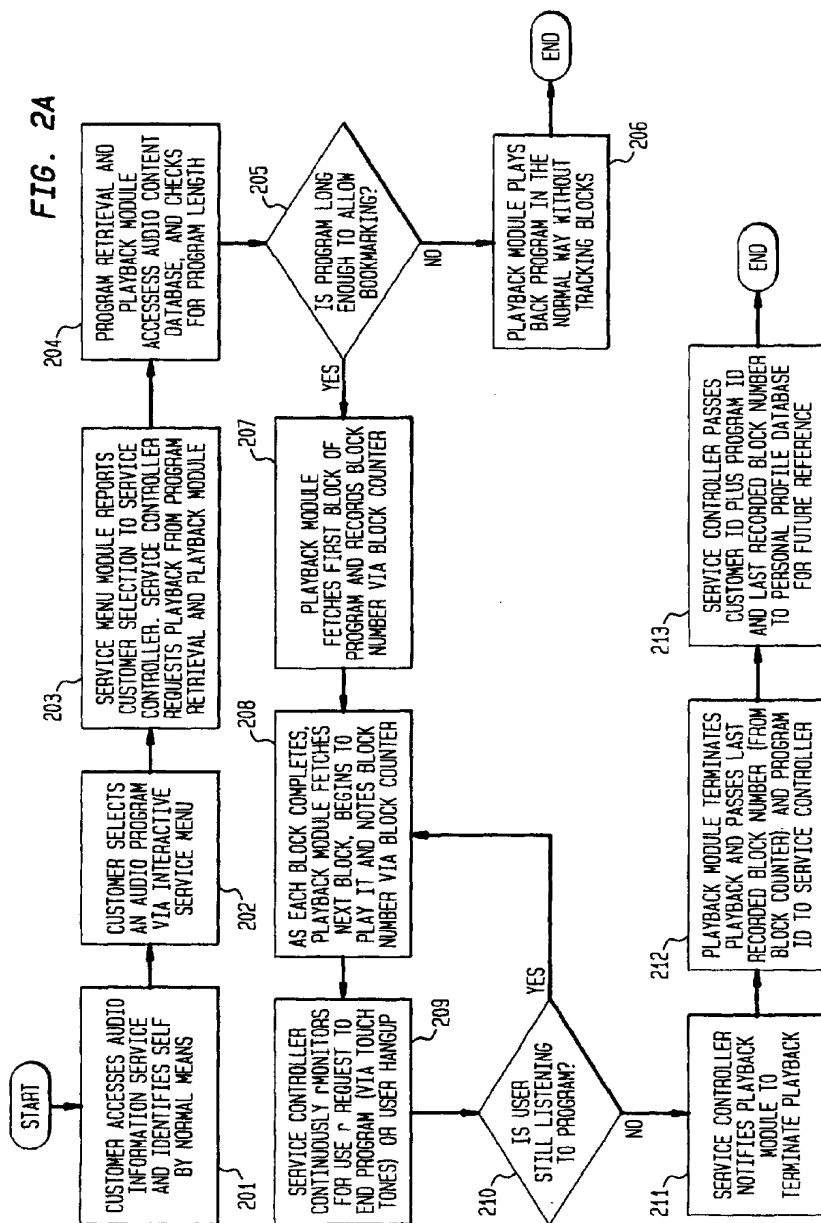 FIG. 2A
START
CUSTOMER ACCESSES AUDIO
INFORMATION SERVICE
AND IDENTIFIES SELF
BY NORMAL MEANS
201
CUSTOMER SELECTS
AN AUDIO PROGRAM
VIA INTERACTIVE
SERVICE MENU
202
SERVICE MENU MODULE REPORTS
CUSTOMER SELECTION TO SERVICE
CONTROLLER. SERVICE CONTROLLER
REQUESTS PLAYBACK FROM PROGRAM
RETRIEVAL AND PLAYBACK MODULE
203
PROGRAM RETRIEVAL AND
PLAYBACK MODULE
ACCESSESS AUDIO CONTENT
DATABASE, AND CHECKS
FOR PROGRAM LENGTH
204
IS PROGRAM LONG
ENOUGH TO ALLOW
BOOKMARKING?
205
NO
YES
PLAYBACK MODULE PLAYS
BACK PROGRAM IN THE
NORMAL WAY WITHOUT
TRACKING BLOCKS
206
END
PLAYBACK MODULE
FETCHES FIRST BLOCK OF
PROGRAM AND RECORDS BLOCK
NUMBER VIA BLOCK COUNTER
207
AS EACH BLOCK COMPLETES,
PLAYBACK MODULE FETCHES
NEXT BLOCK, BEGINS TO
PLAY IT AND NOTES BLOCK
NUMBER VIA BLOCK COUNTER
208
SERVICE CONTROLLER
CONTINUOUSLY rMONITORS
FOR USE r REQUEST TO
END PROGRAM (VIA TOUCH
TONES) OR USER HANGUP
209
IS USER
STILL LISTENING
TO PROGRAM?
210
YES
NO
SERVICE CONTROLLER
NOTIFIES PLAYBACK
MODULE TO
TERMINATE PLAYBACK
211
PLAYBACK MODULE TERMINATES
PLAYBACK AND PASSES LAST
RECORDED BLOCK NUMBER (FROM
BLOCK COUNTER) AND PROGRAM
ID TO SERVICE CONTROLLER
212
SERVICE CONTROLLER PASSES
CUSTOMER ID PLUS PROGRAM ID
AND LAST RECORDED BLOCK NUMBER
TO PERSONAL PROFILE DATABASE
FOR FUTURE REFERENCE
213
END